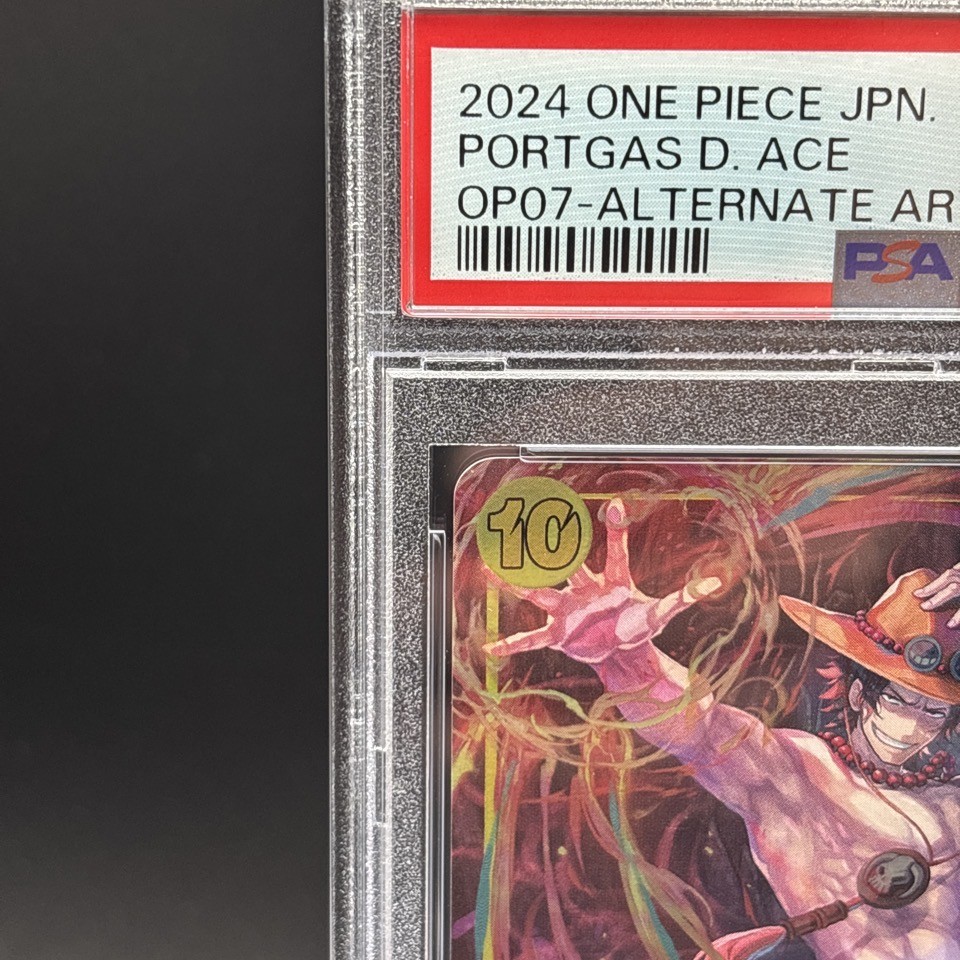 2024 ONE PIECE JPN.
PORTGAS D. ACE
OP07-ALTERNATE AR
PSA
10